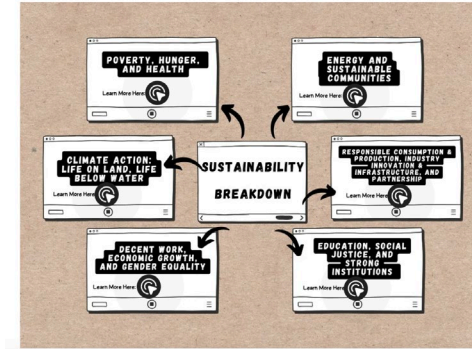 POVERTY, HUNGER,
AND HEALTH
Learn More Here:
ENERGY AND
SUSTAINABLE
COMMUNITIES
Learn More Here:
CLIMATE ACTION:
LIFE ON LAND, LIFE
BELOW WATER
Learn More Here:
SUSTAINABILITY
BREAKDOWN
RESPONSIBLE CONSUMPTION &
PRODUCTION, INDUSTRY
INNOVATION &
INFRASTRUCTURE, AND
PARTNERSHIP
Learn More Here:
DECENT WORK,
ECONOMIC GROWTH,
AND GENDER EQUALITY
Learn More Here:
EDUCATION, SOCIAL
JUSTICE, AND
STRONG
INSTITUTIONS
Learn More Here: